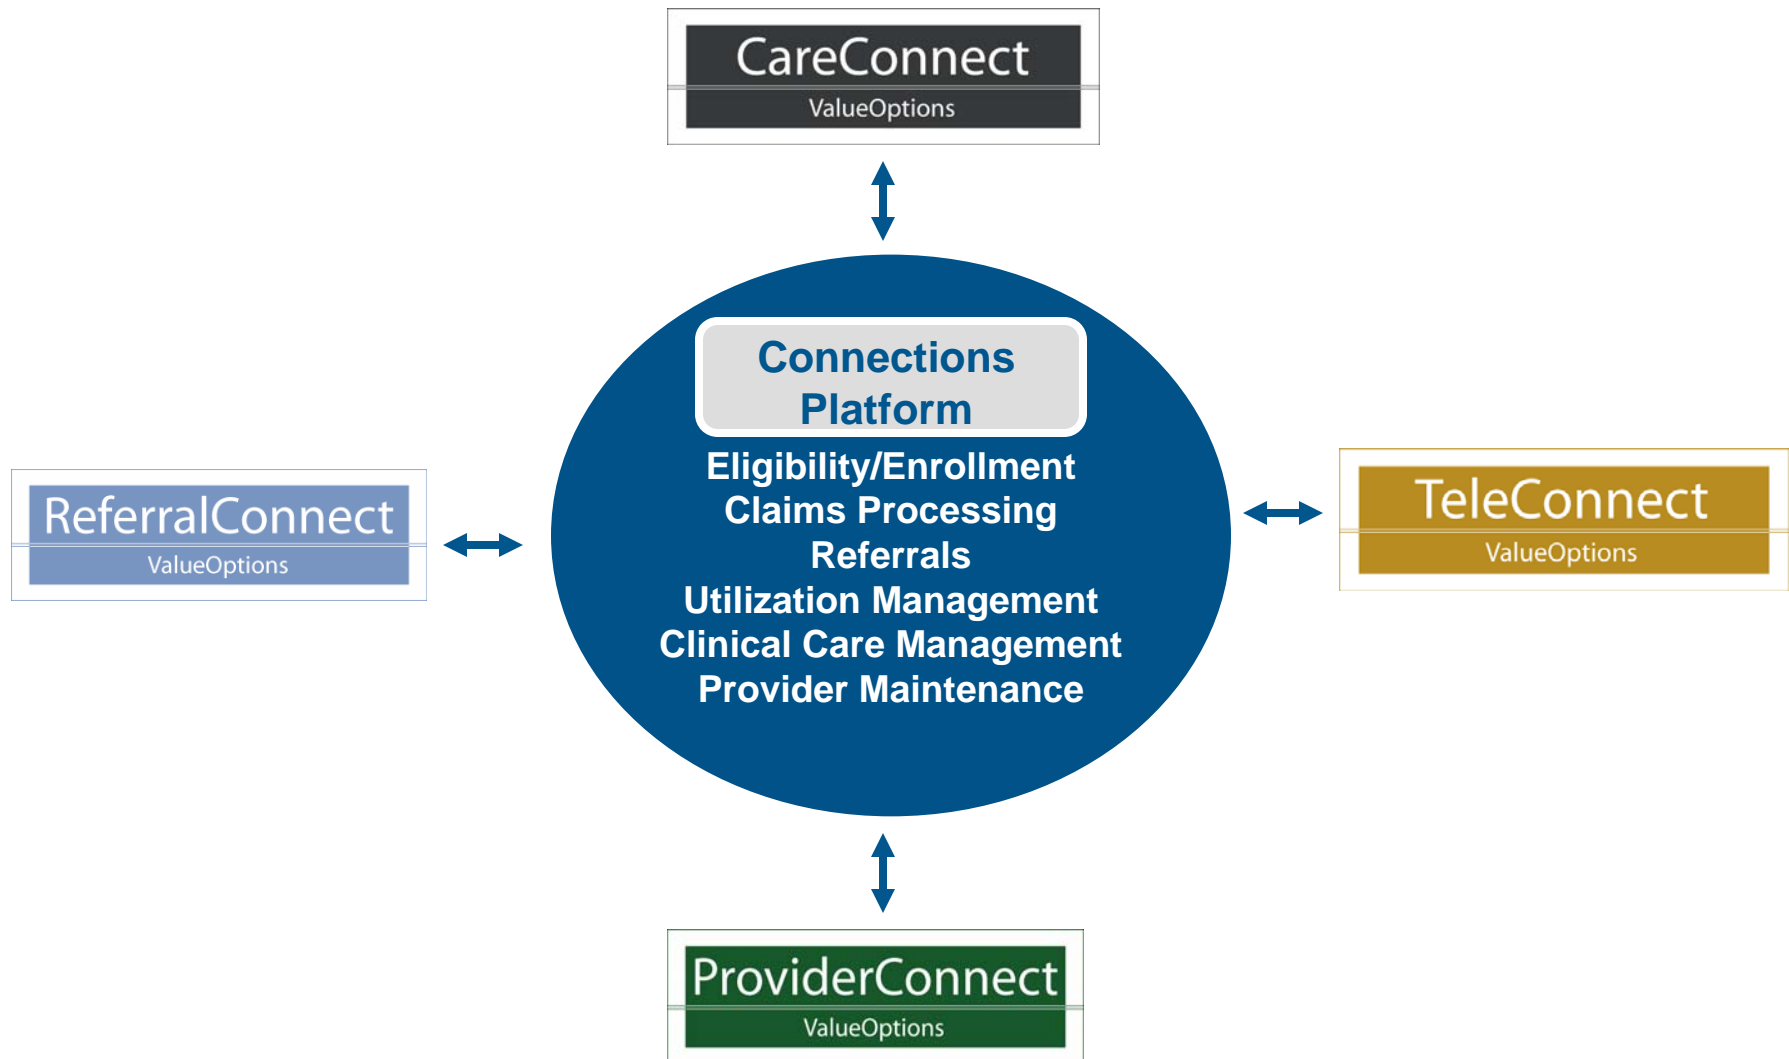 CareConnect
ValueOptions
Connections
Platform
Eligibility/Enrollment
Claims Processing
Referrals
Utilization Management
Clinical Care Management
Provider Maintenance
ReferralConnect
ValueOptions
TeleConnect
ValueOptions
ProviderConnect
ValueOptions